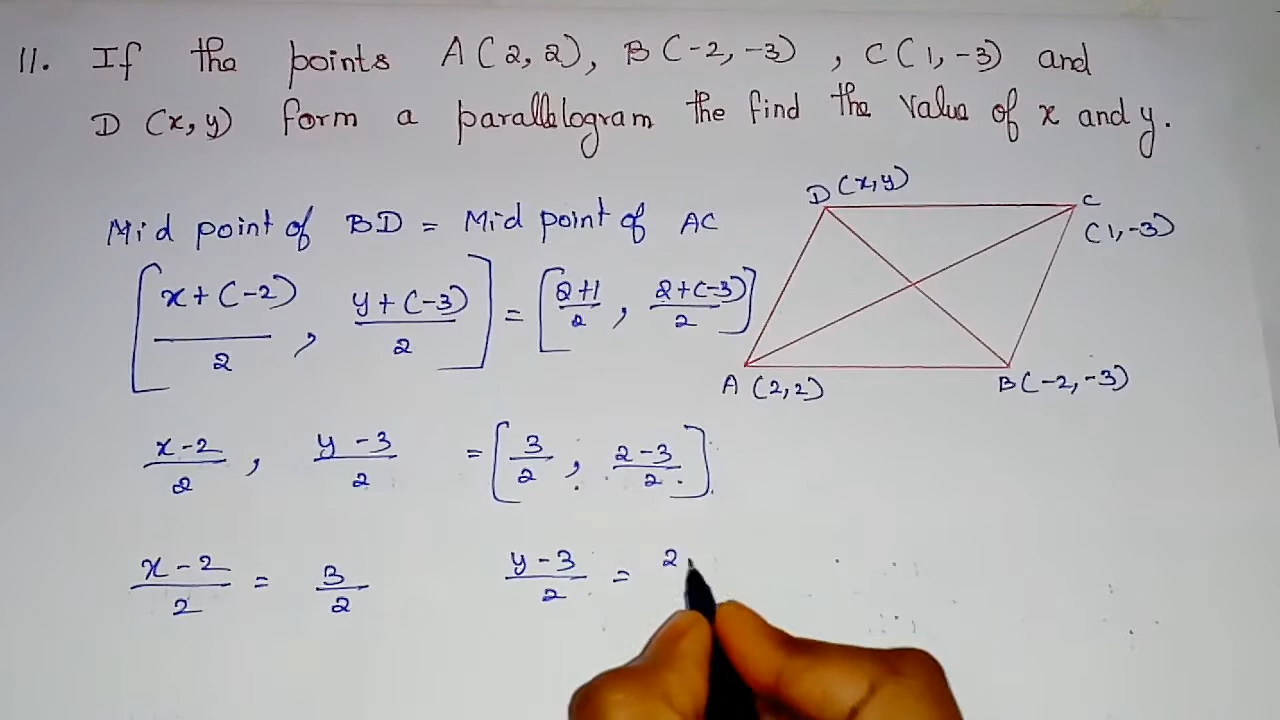 11. If the points A(2,2), B(-2,-3), C(1,-3) and
D (x,y) form a parallelogram the find the value of x and y.
D (x,y)
C
(1,-3)
A (2,2)
B(-2,-3)
Mid point of BD = Mid point of AC
[x+(-2)/2, y+(-3)/2] = [2+1/2, 2+(-3)/2]
x-2/2, y-3/2 = [3/2, 2-3/2]
x-2/2 = 3/2 y-3/2 = 2